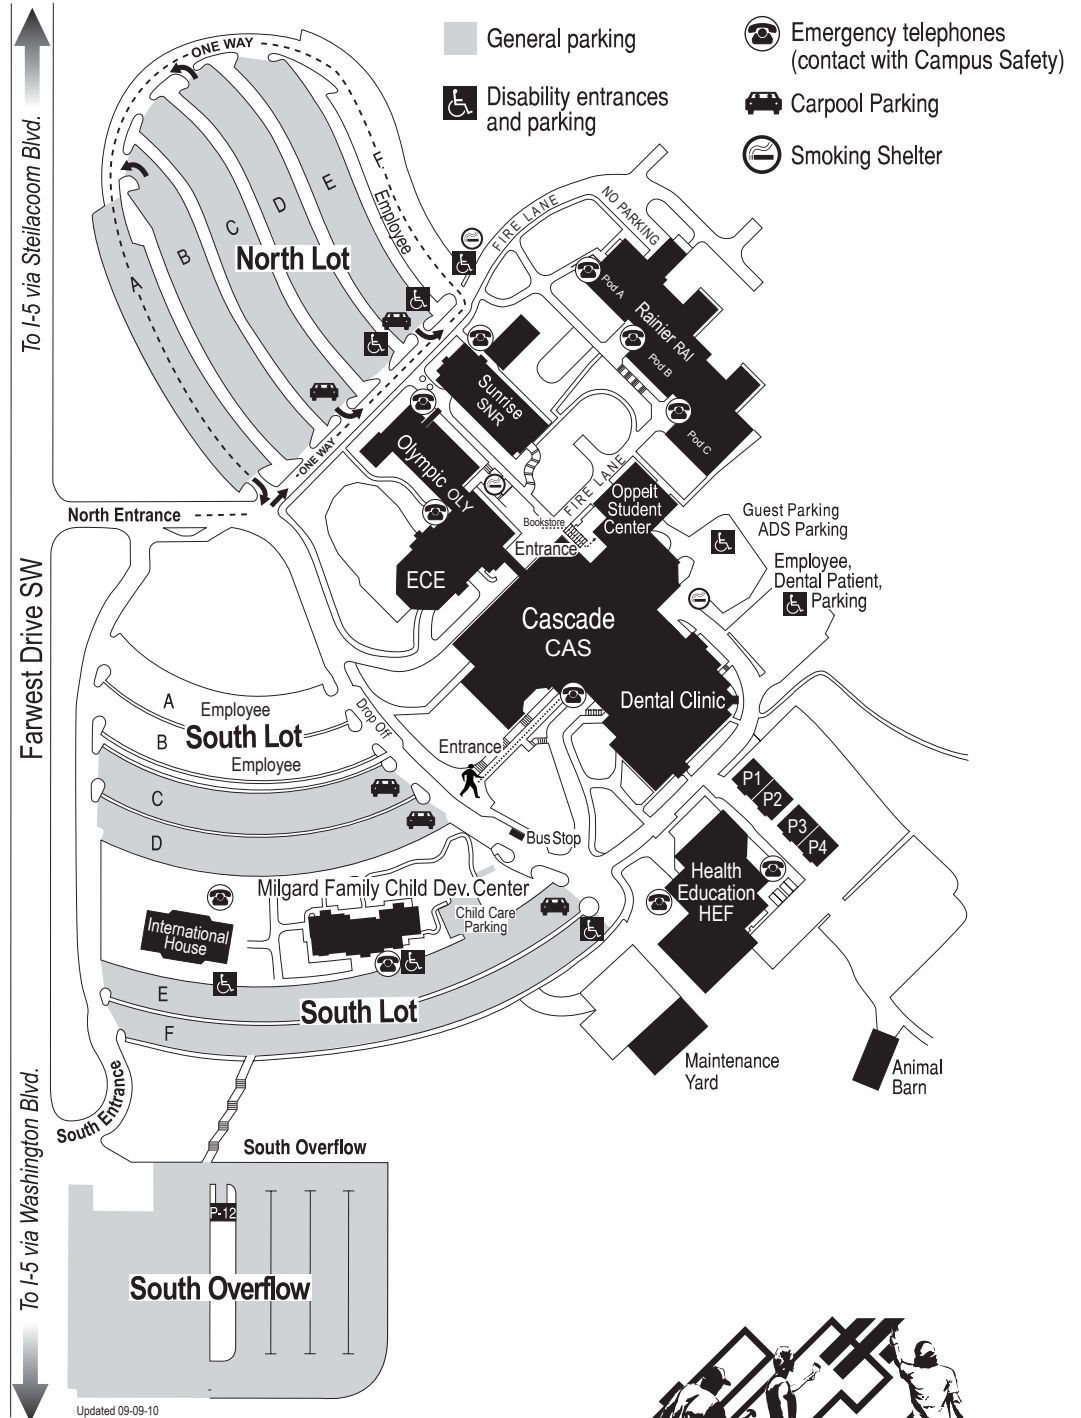 General parking
Disability entrances
and parking
Emergency telephones
(contact with Campus Safety)
Carpool Parking
Smoking Shelter
To I-5 via Steilacoom Blvd.
ONE WAY
A
B
C
D
E
F
Employee
North Lot
FIRE LANE
NO PARKING
Pod A
Rainier RAI
Pod B
Pod C
Sunrise
SNR
Olympic OLY
ONE WAY
FIRE LANE
Oppelt
Student
Center
Bookstore
Entrance
North Entrance
Guest Parking
ADS Parking
Employee,
Dental Patient,
Parking
ECE
Cascade
CAS
Dental Clinic
Farwest Drive SW
A
Employee
B
South Lot
Employee
C
D
Drop Off
Entrance
Bus Stop
P1
P2
P3
P4
Health
Education
HEF
Milgard Family Child Dev. Center
Child Care
Parking
International
House
E
South Lot
F
Maintenance
Yard
Animal
Barn
South Entrance
To I-5 via Washington Blvd.
South Overflow
P-12
South Overflow
Updated 09-09-10